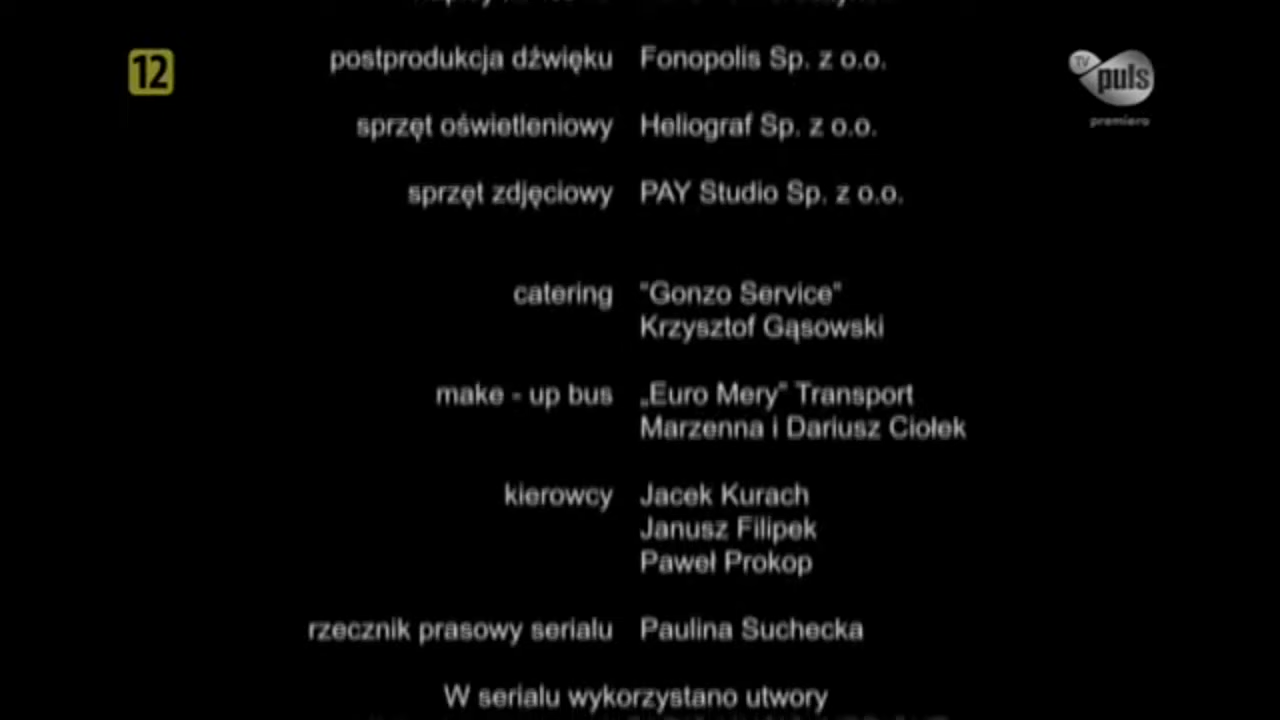 12
TV
puls
premiera
postprodukcja dźwięku Fonopolis Sp. z o.o.
sprzęt oświetleniowy Heliograf Sp. z o.o.
sprzęt zdjęciowy PAY Studio Sp. z o.o.
catering "Gonzo Service"
Krzysztof Gąsowski
make - up bus „Euro Mery" Transport
Marzenna i Dariusz Ciołek
kierowcy Jacek Kurach
Janusz Filipek
Paweł Prokop
rzecznik prasowy serialu Paulina Suchecka
W serialu wykorzystano utwory